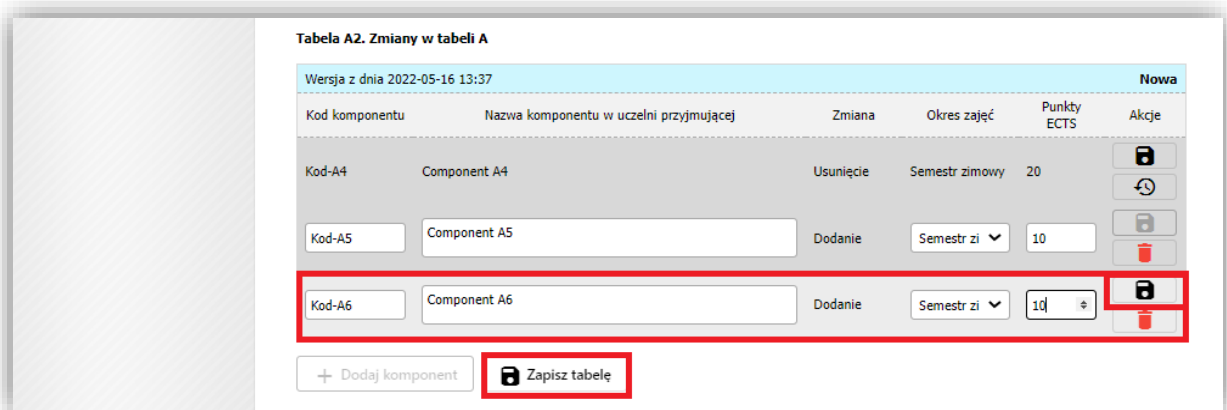 Tabela A2. Zmiany w tabeli A
Wersja z dnia 2022-05-16 13:37 Nowa
Kod komponentu Nazwa komponentu w uczelni przyjmującej Zmiana Okres zajęć Punkty ECTS Akcje
Kod-A4 Component A4 Usunięcie Semestr zimowy 20
Kod-A5 Component A5 Dodanie Semestr zi 10
Kod-A6 Component A6 Dodanie Semestr zi 10
+ Dodaj komponent Zapisz tabelę